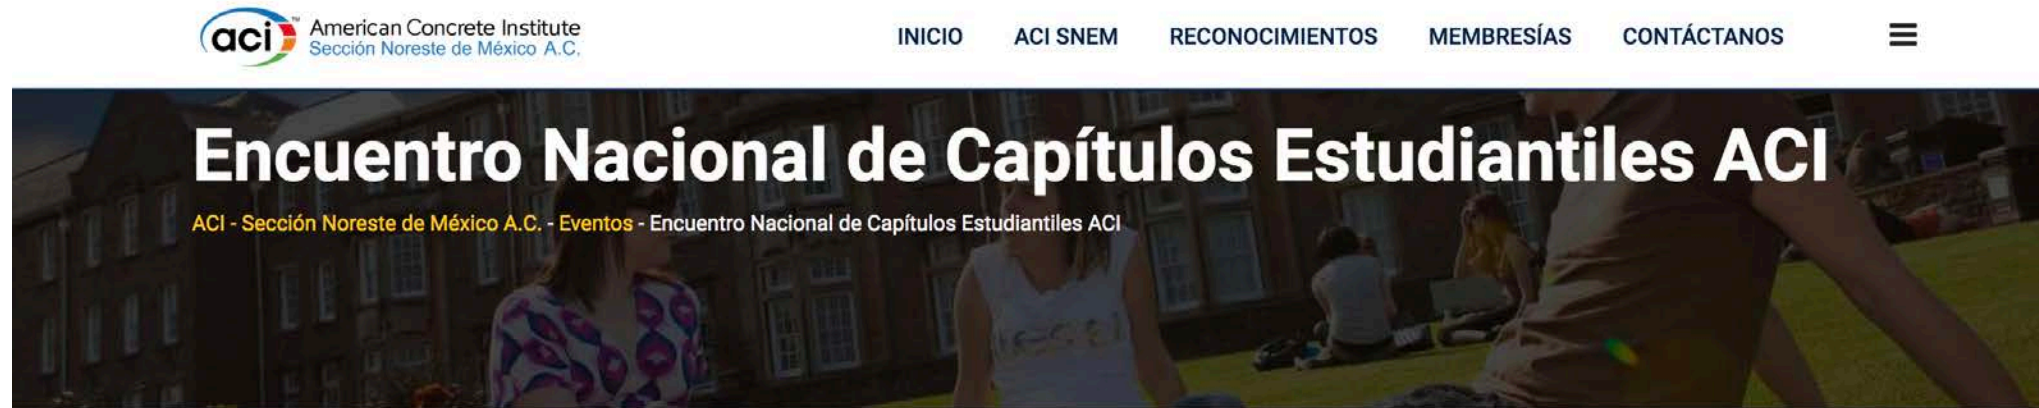 aci™
American Concrete Institute
Sección Noreste de México A.C.
INICIO ACI SNEM RECONOCIMIENTOS MEMBRESÍAS CONTÁCTANOS
Encuentro Nacional de Capítulos Estudiantiles ACI
ACI - Sección Noreste de México A.C. - Eventos - Encuentro Nacional de Capítulos Estudiantiles ACI